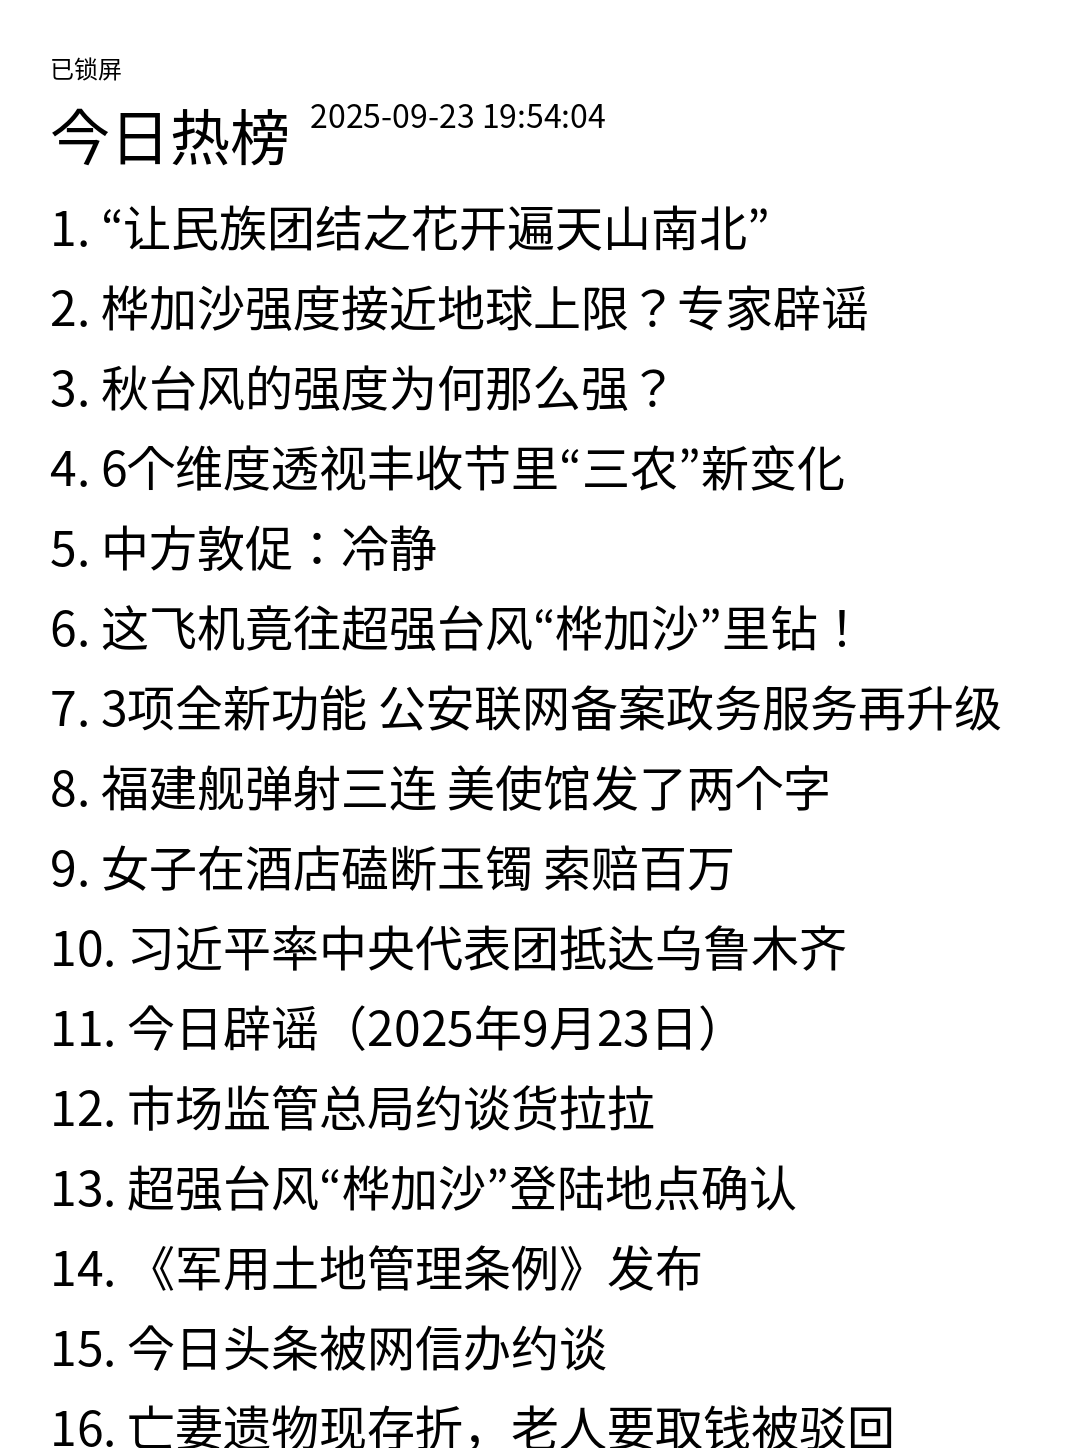 已锁屏
今日热榜 2025-09-23 19:54:04
1. “让民族团结之花开遍天山南北”
2. 桦加沙强度接近地球上限？专家辟谣
3. 秋台风的强度为何那么强？
4. 6个维度透视丰收节里“三农”新变化
5. 中方敦促：冷静
6. 这飞机竟往超强台风“桦加沙”里钻！
7. 3项全新功能 公安联网备案政务服务再升级
8. 福建舰弹射三连 美使馆发了两个字
9. 女子在酒店磕断玉镯 索赔百万
10. 习近平率中央代表团抵达乌鲁木齐
11. 今日辟谣（2025年9月23日）
12. 市场监管总局约谈货拉拉
13. 超强台风“桦加沙”登陆地点确认
14. 《军用土地管理条例》发布
15. 今日头条被网信办约谈
16. 亡妻遗物现存折，老人要取钱被驳回